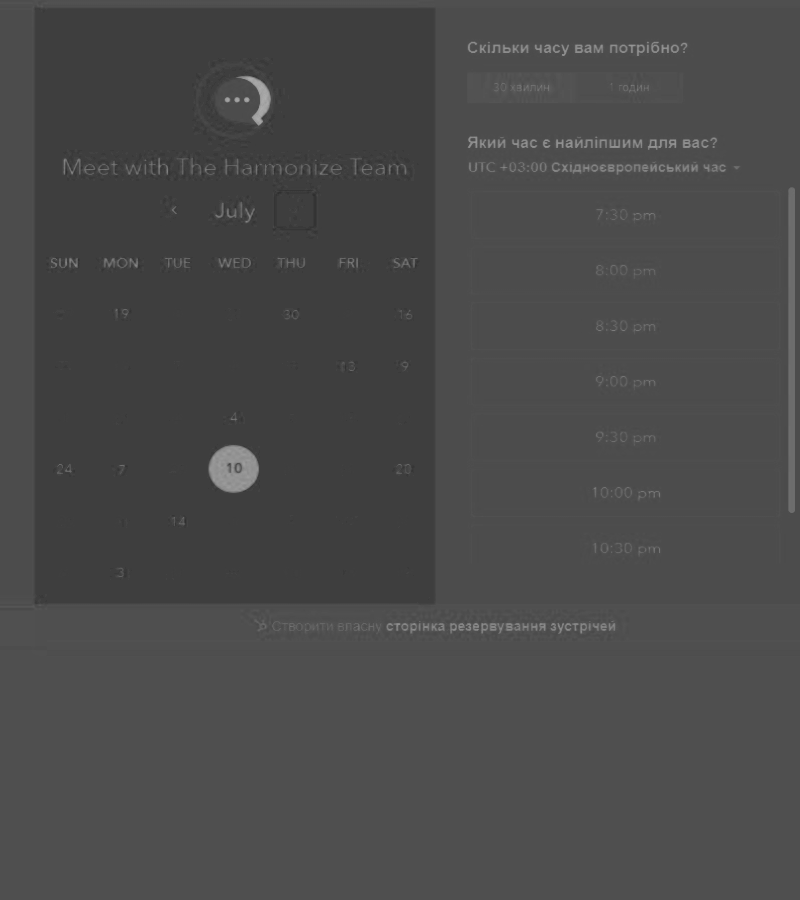 Meet with The Harmonize Team
July
SUN MON TUE WED THU FRI SAT
19 30 16
13 9
4
24 7 10 23
14
3
Скільки часу вам потрібно?
30 хвилин 1 годин
Який час є найліпшим для вас?
UTC +03:00 Східноєвропейський час
7:30 pm
8:00 pm
8:30 pm
9:00 pm
9:30 pm
10:00 pm
10:30 pm
Створити власну сторінка резервування зустрічей